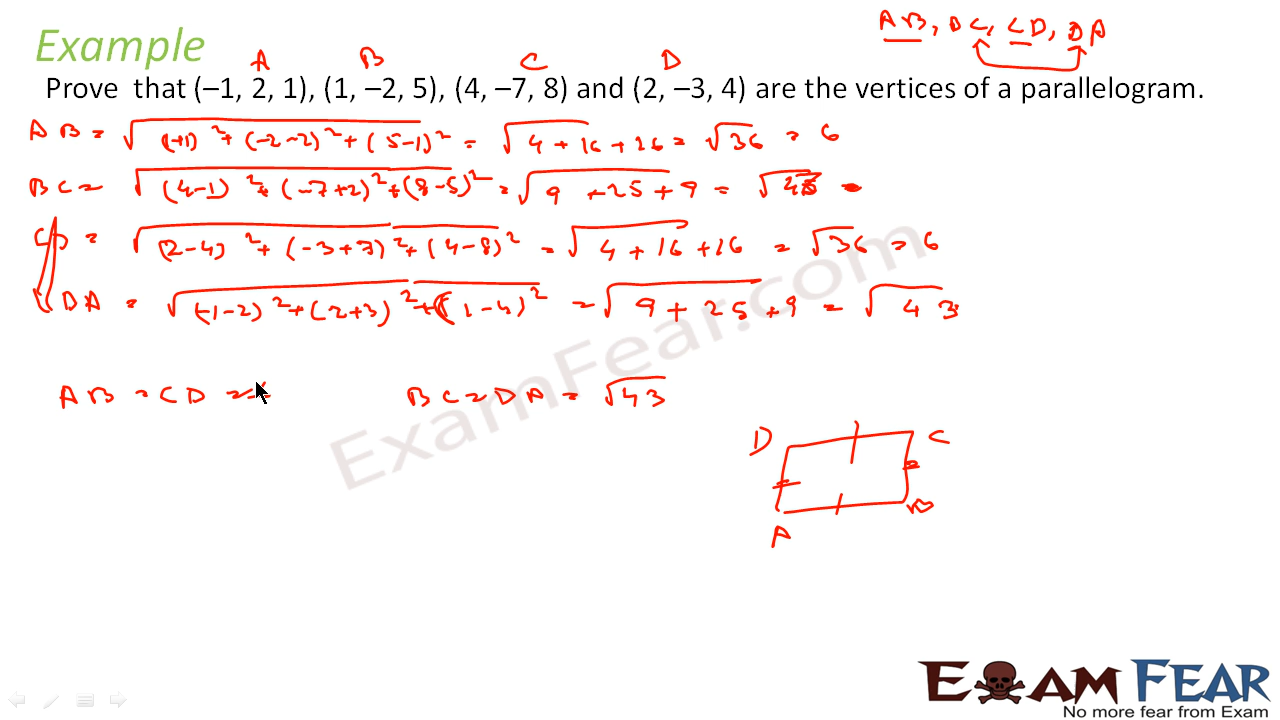 AB, BC, CD, DA
Example
A B C D
Prove that (–1, 2, 1), (1, –2, 5), (4, –7, 8) and (2, –3, 4) are the vertices of a parallelogram.
AB = √(1+1)² + (-2-2)² + (5-1)² = √4+16+16 = √36 = 6
BC = √(4-1)² + (-7+2)² + (8-5)² = √9+25+9 = √43
CD = √(2-4)² + (-3+7)² + (4-8)² = √4+16+16 = √36 = 6
DA = √(-1-2)² + (2+3)² + (1-4)² = √9+25+9 = √43
AB = CD = BC = DA = √43
D C
A B
ExamFear.com
EXAM FEAR
No more fear from Exam